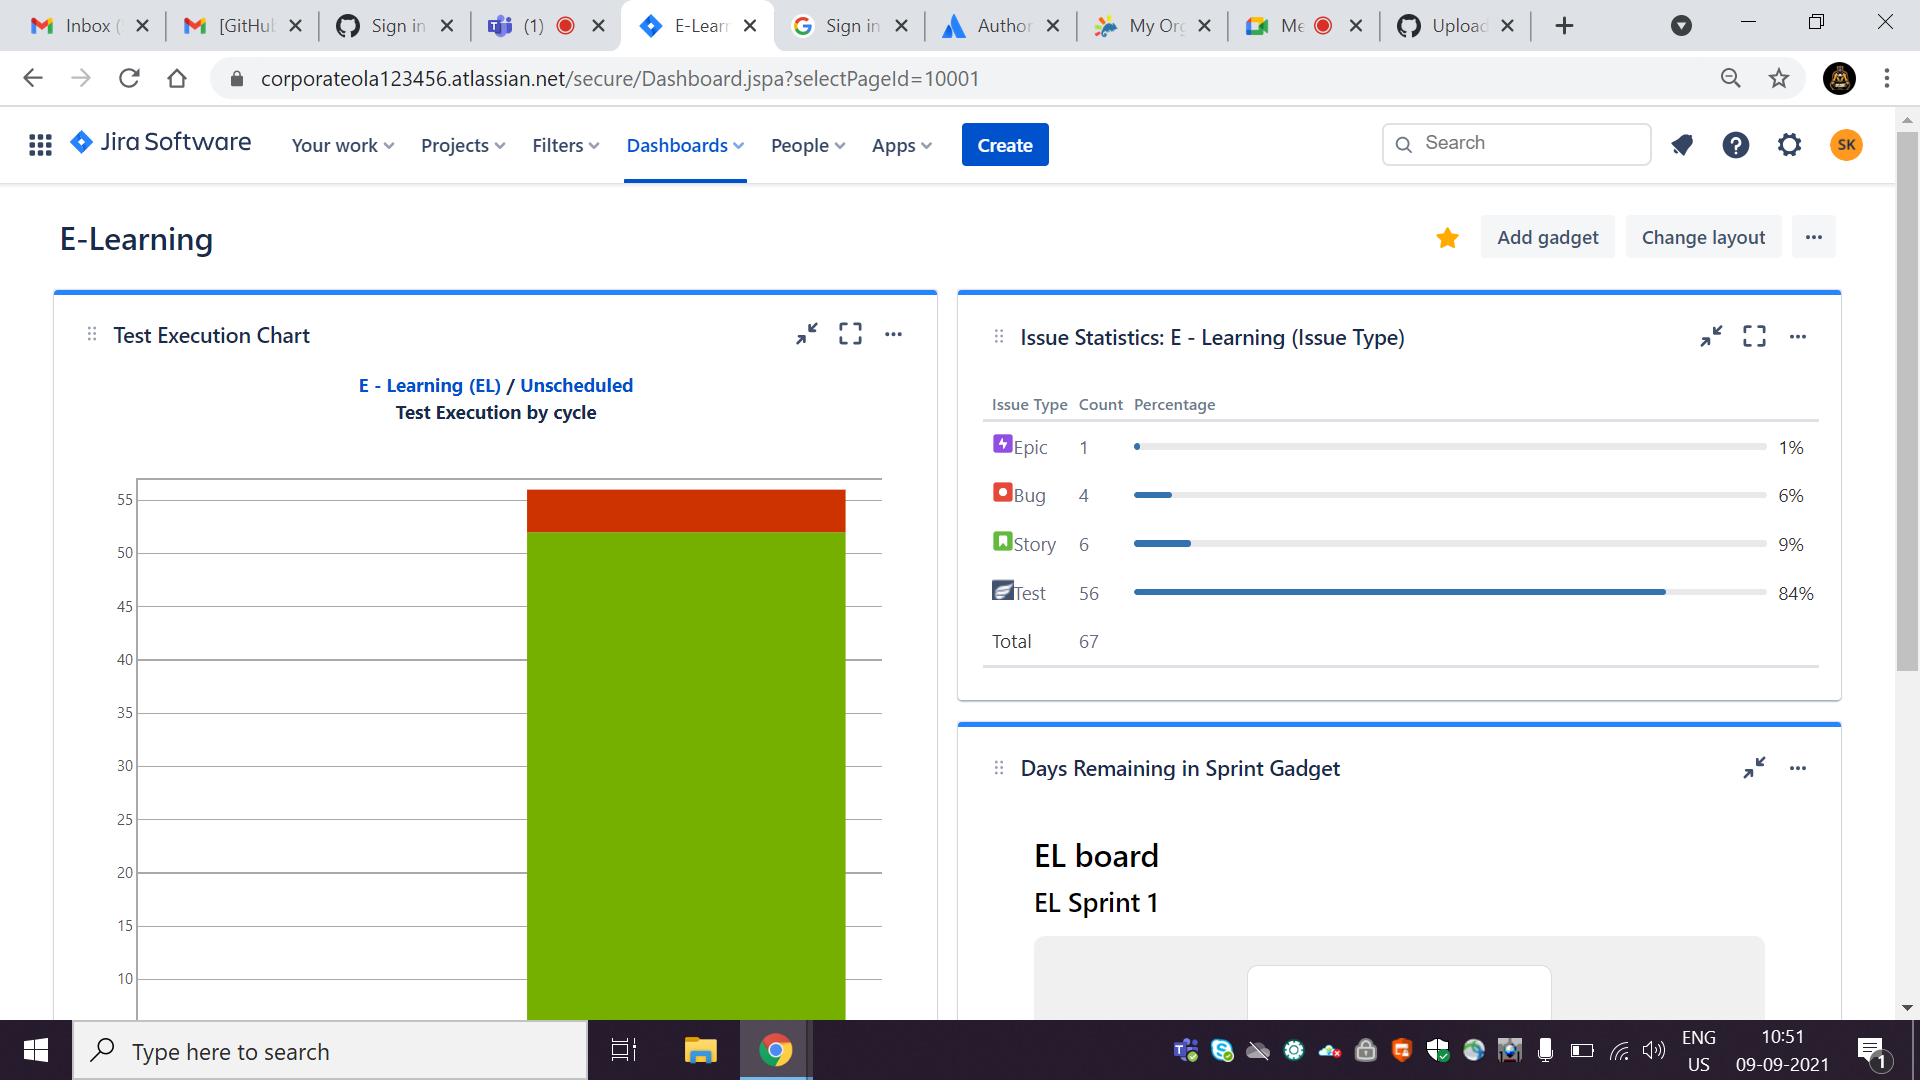 Inbox (
[GitHub
Sign in
(1)
E-Learn
Sign in
Author
My Org
Me
Upload
corporateola123456.atlassian.net/secure/Dashboard.jspa?selectPageId=10001
Jira Software
Your work
Projects
Filters
Dashboards
People
Apps
Create
Search
SK
E-Learning
Add gadget
Change layout
Test Execution Chart
E - Learning (EL) / Unscheduled
Test Execution by cycle
55
50
45
40
35
30
25
20
15
10
Issue Statistics: E - Learning (Issue Type)
Issue Type Count Percentage
Epic 1 1%
Bug 4 6%
Story 6 9%
Test 56 84%
Total 67
Days Remaining in Sprint Gadget
EL board
EL Sprint 1
Type here to search
ENG
US
10:51
09-09-2021
1